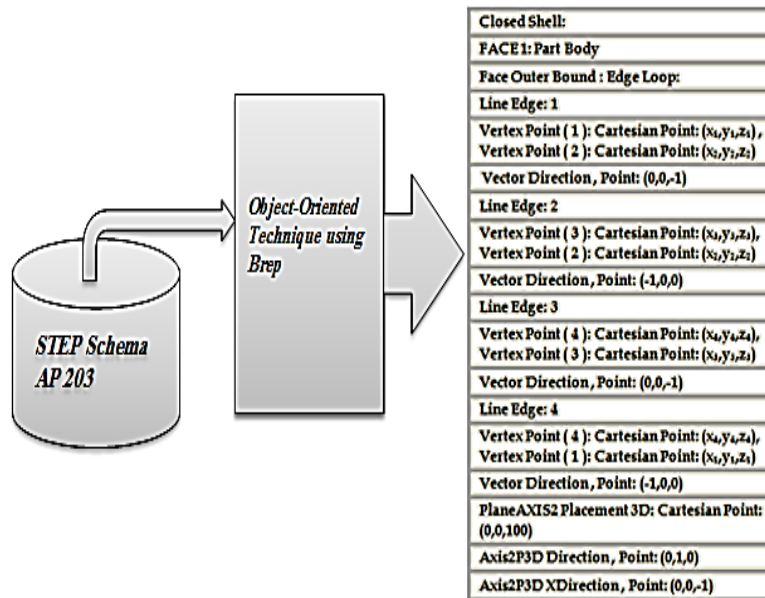 STEP Schema
AP 203
Object-Oriented
Technique using
Brep
Closed Shell:
FACE1: Part Body
Face Outer Bound : Edge Loop:
Line Edge: 1
Vertex Point ( 1 ): Cartesian Point: (x₁,y₁,z₁) ,
Vertex Point ( 2 ): Cartesian Point: (x₂,y₂,z₂)
Vector Direction , Point: (0,0,-1)
Line Edge: 2
Vertex Point ( 3 ): Cartesian Point: (x₃,y₃,z₃),
Vertex Point ( 2 ): Cartesian Point: (x₂,y₂,z₂)
Vector Direction , Point: (-1,0,0)
Line Edge: 3
Vertex Point ( 4 ): Cartesian Point: (x₄,y₄,z₄),
Vertex Point ( 3 ): Cartesian Point: (x₃,y₃,z₃)
Vector Direction , Point: (0,0,-1)
Line Edge: 4
Vertex Point ( 4 ): Cartesian Point: (x₄,y₄,z₄),
Vertex Point ( 1 ): Cartesian Point: (x₁,y₁,z₁)
Vector Direction , Point: (-1,0,0)
PlaneAXIS2 Placement 3D: Cartesian Point:
(0,0,100)
Axis2P3D Direction , Point: (0,1,0)
Axis2P3D XDirection , Point: (0,0,-1)